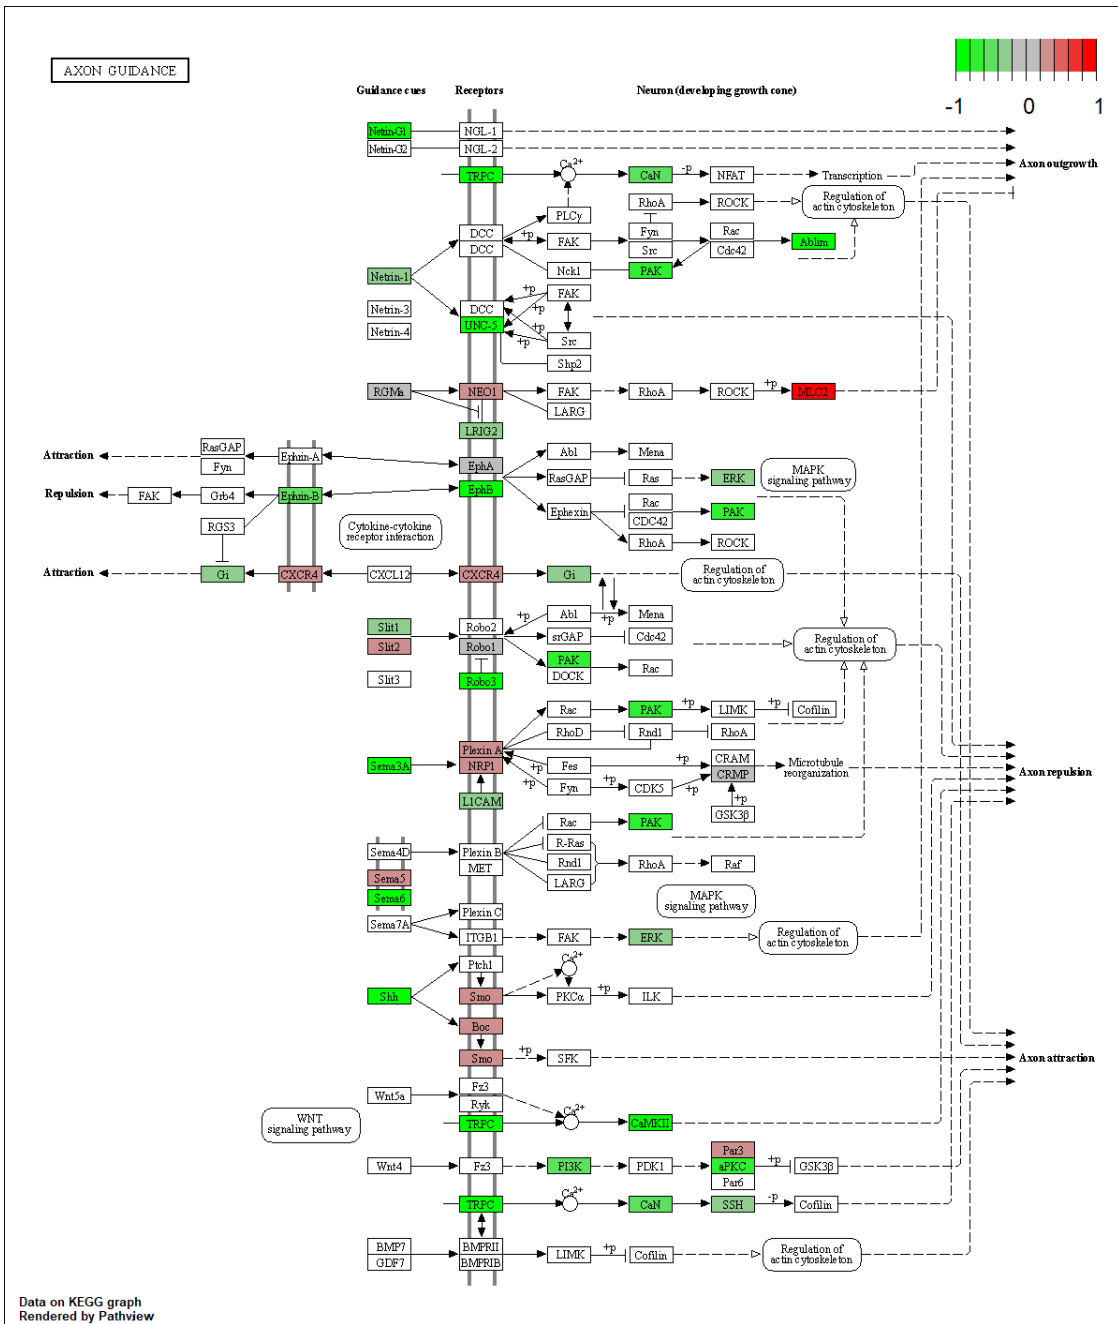 AXON GUIDANCE
-1 0 1
Guidance cues Receptors Neuron (developing growth cone)
Netrin-G1 NGL-1
Netrin-G2 NGL-2
Axon outgrowth
TRPC Ca2+ CaN -p NFAT Transcription
RhoA ROCK Regulation of
actin cytoskeleton
PLCγ
DCC +p FAK Fyn Rac Ablim
DCC Src Cdc42
Netrin-1 Nck1 PAK
+p FAK
Netrin-3 DCC +p
Netrin-4 UNC-5 +p Src
Shp2
RGMa NEO1 FAK RhoA ROCK +p MLC2
LARG
LRIG2
RasGAP Abl Mena
Attraction Fyn Ephrin-A EphA RasGAP Ras ERK MAPK
signaling pathway
Repulsion FAK Grb4 Ephrin-B EphB
Rac
RGS3 Ephexin CDC42 PAK
Cytokine-cytokine
receptor interaction
RhoA ROCK
Attraction Gi CXCR4 CXCL12 CXCR4 Gi Regulation of
actin cytoskeleton
+p Abl +p Mena
Slit1 Robo2 srGAP Cdc42
Slit2 Robo1 Regulation of
actin cytoskeleton
PAK Rac
DOCK
Slit3 Robo3
Rac PAK +p LIMK +p Cofilin
RhoD Rnd1 RhoA
Plexin A
Sema3A NRP1 +p Fes +p CRAM Microtubule
reorganization Axon repulsion
CRMP
+p Fyn CDK5 +p
L1CAM +p
GSK3β
Rac PAK
R-Ras
Sema4D Plexin B
MET Rnd1 RhoA Raf
Sema5 LARG
Sema6 MAPK
signaling pathway
Sema7A Plexin C
ITGB1 FAK ERK Regulation of
actin cytoskeleton
Ptch1 Ca2+
Shh Smo PKCα +p ILK
Boc
Smo +p SFK Axon attraction
Wnt5a Fz3
Ryk Ca2+
WNT
signaling pathway
TRPC CaMKII
Par3
Wnt4 Fz3 PI3K PDK1 aPKC +p GSK3β
Par6
TRPC Ca2+ CaN SSH -p Cofilin
BMP7 BMPRII LIMK +p Cofilin Regulation of
actin cytoskeleton
GDF7 BMPRIB
Data on KEGG graph
Rendered by Pathview